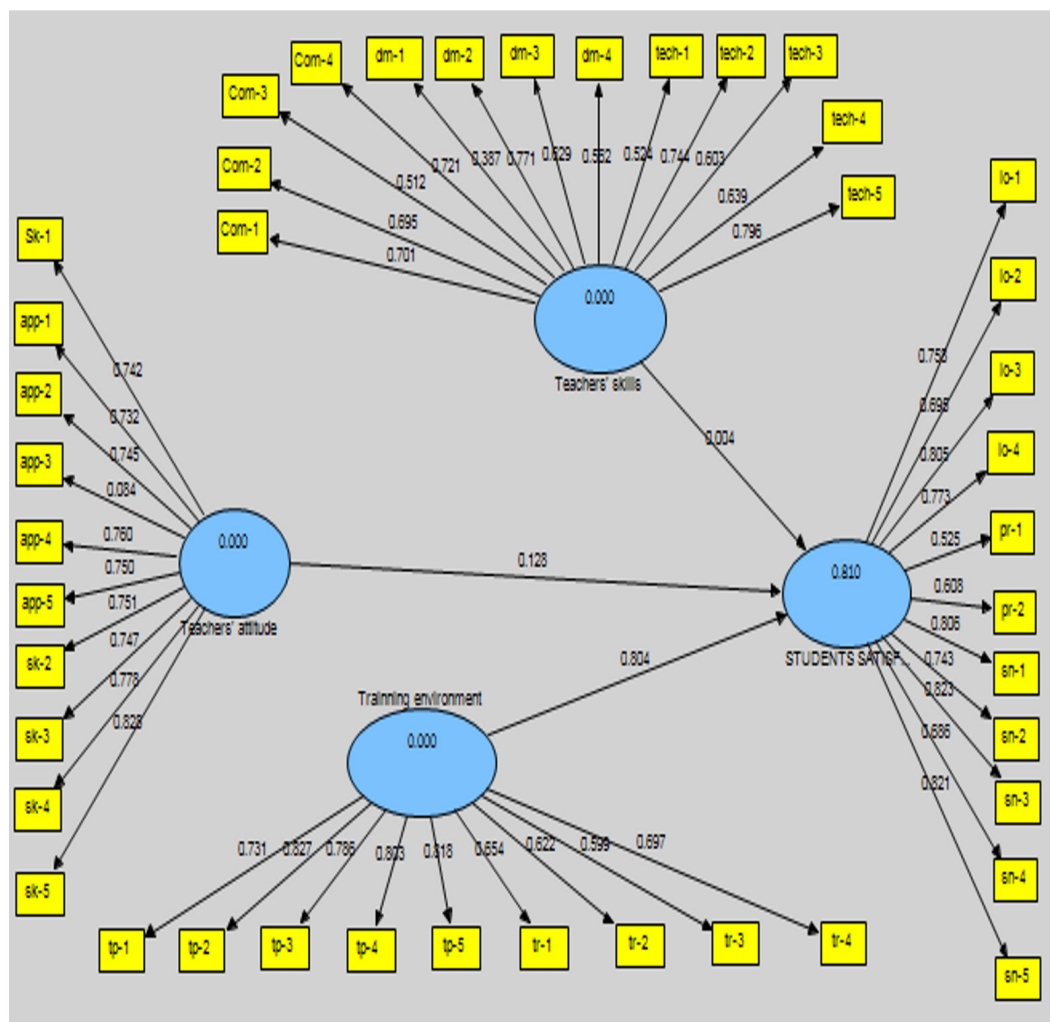 Com-4
dm-1
dm-2
dm-3
dm-4
tech-1
tech-2
tech-3
Com-3
tech-4
Com-2
tech-5
Com-1
0.701
0.695
0.512
0.721
0.387
0.771
0.629
0.524
0.744
0.603
0.639
0.796
0.000
Teachers' skills
0.004
Sk-1
app-1
app-2
app-3
app-4
app-5
sk-2
sk-3
sk-4
sk-5
0.742
0.732
0.745
0.084
0.760
0.750
0.751
0.747
0.778
0.000
Teachers' attitude
0.128
lo-1
lo-2
lo-3
lo-4
pr-1
pr-2
sn-1
sn-2
sn-3
sn-4
sn-5
0.695
0.805
0.773
0.525
0.608
0.806
0.743
0.823
0.686
0.821
0.810
STUDENTS SATISF...
0.804
Trainning environment
0.000
0.731
0.827
0.786
0.803
0.818
0.654
0.622
0.599
0.697
tp-1
tp-2
tp-3
tp-4
tp-5
tr-1
tr-2
tr-3
tr-4